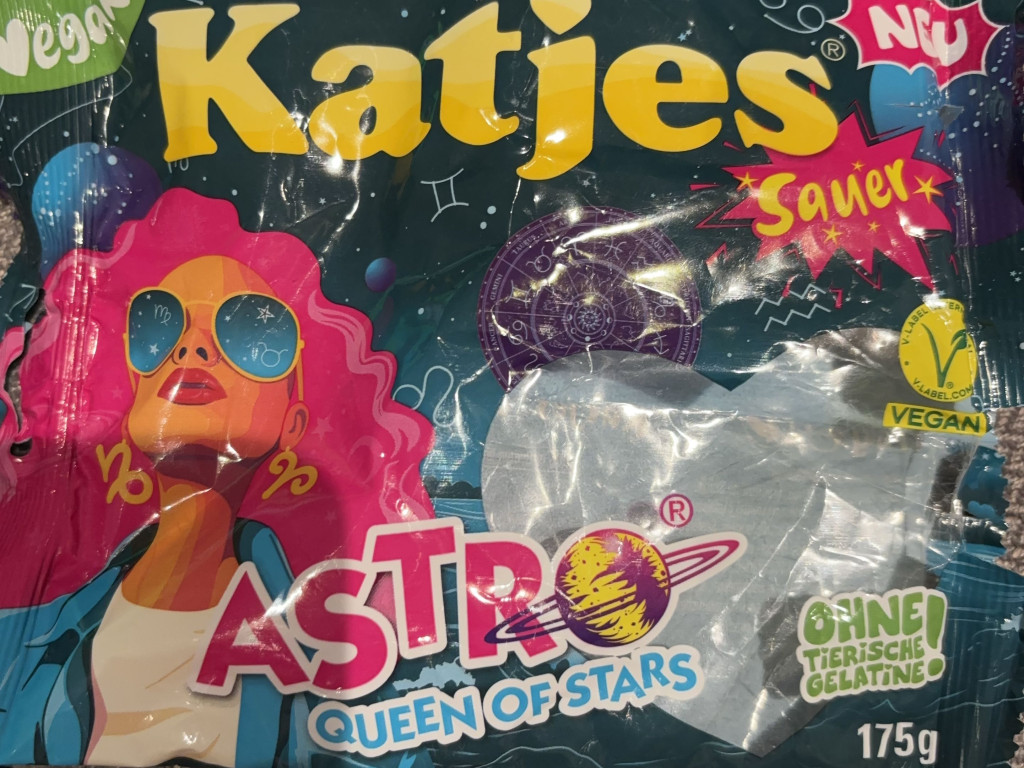 Vegan
Katjes®
NEU
Sauer
V-LABEL.COM
VEGAN
ASTRO®
QUEEN OF STARS
OHNE
TIERISCHE
GELATINE!
175g